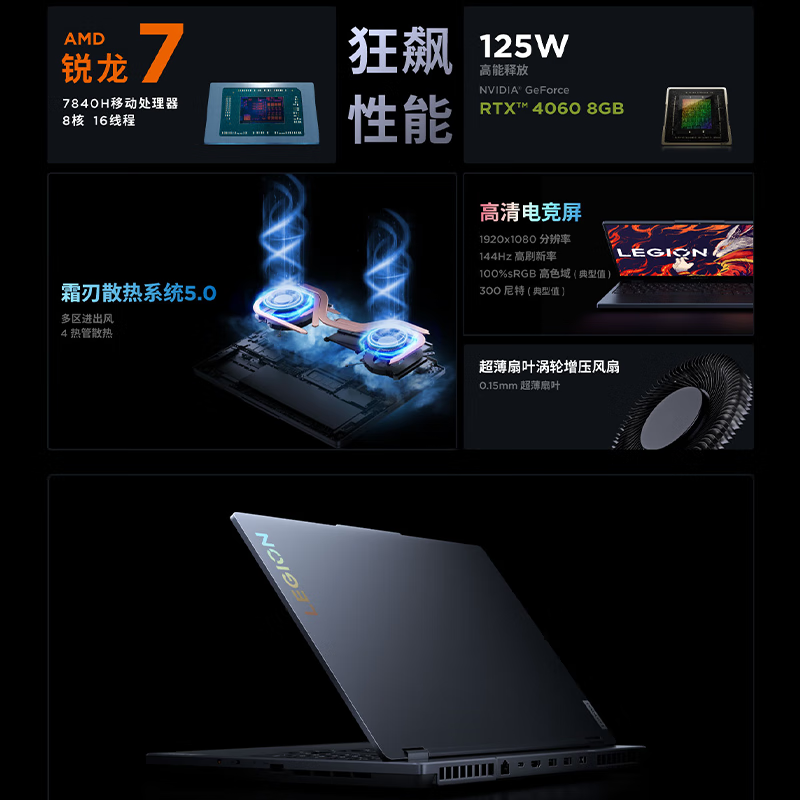 AMD
锐龙 7
7840H移动处理器
8核 16线程
狂飙
性能
125W
高能释放
NVIDIA® GeForce
RTX™ 4060 8GB
霜刃散热系统5.0
多区进出风
4 热管散热
高清电竞屏
1920x1080 分辨率
144Hz 高刷新率
100%sRGB 高色域 ( 典型值 )
300 尼特 ( 典型值 )
LEGION
超薄扇叶涡轮增压风扇
0.15mm 超薄扇叶
LEGION